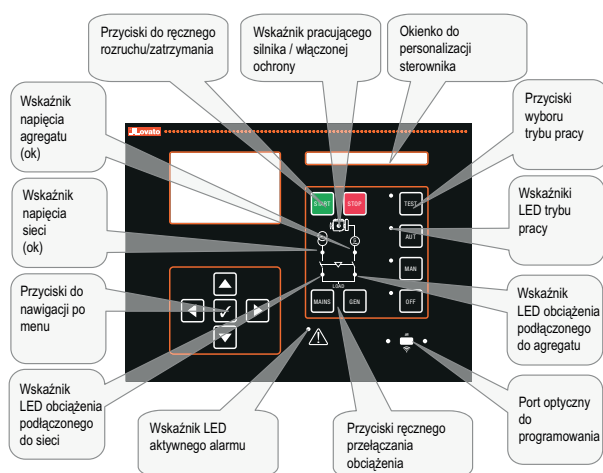 Przyciski do ręcznego
rozruchu/zatrzymania
Wskaźnik
pracującego
silnika / włączonej
ochrony
Okienko do
personalizacji
sterownika
Wskaźnik
napięcia
agregatu
(ok)
Przyciski
wyboru
trybu pracy
Wskaźnik
napięcia
sieci
(ok)
Wskaźniki
LED trybu
pracy
Przyciski do
nawigacji po
menu
Wskaźnik
LED obciążenia
podłączonego
do agregatu
Wskaźnik
LED obciążenia
podłączonego
do sieci
Wskaźnik LED
aktywnego alarmu
Przyciski ręcznego
przełączania
obciążenia
Port optyczny
do
programowania
Lovato
START
STOP
TEST
AUT
MAN
LOAD
MAINS
GEN
OFF